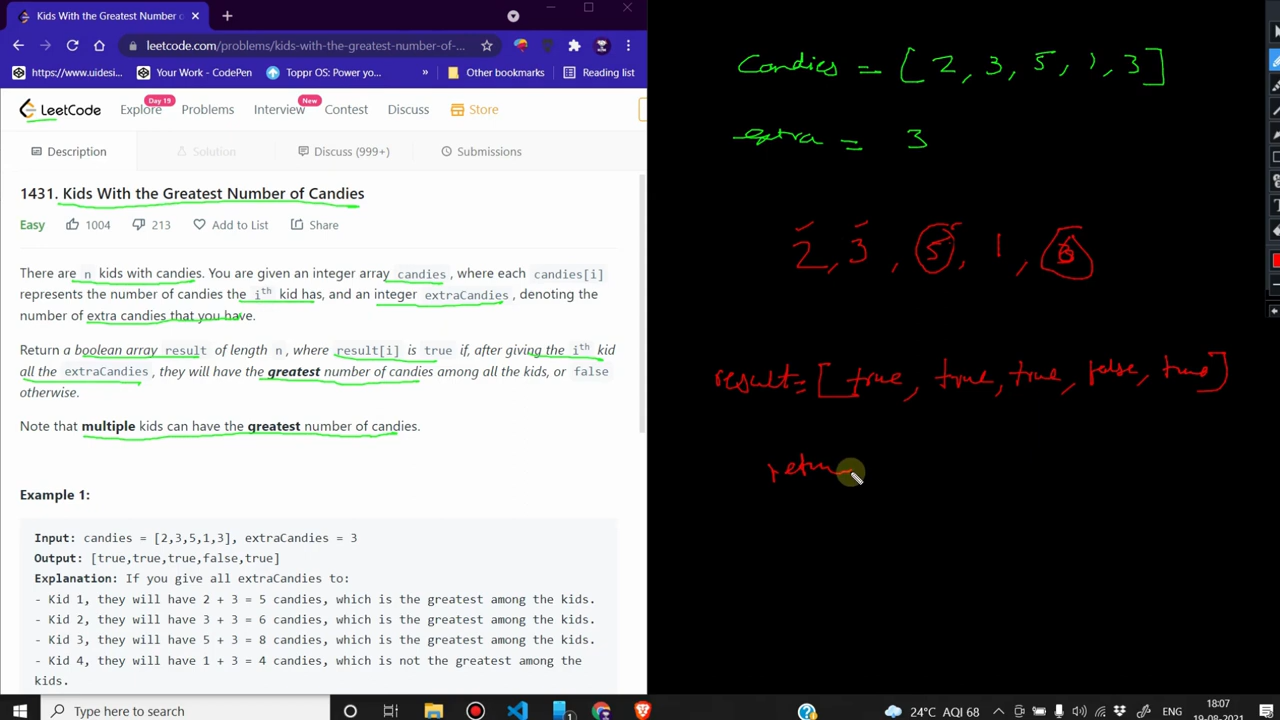 Kids With the Greatest Number o
leetcode.com/problems/kids-with-the-greatest-number-of-...
https://www.uidesi... Your Work - CodePen Toppr OS: Power yo... » Other bookmarks Reading list
LeetCode Explore Day 19 Problems Interview New Contest Discuss Store
Description Solution Discuss (999+) Submissions
1431. Kids With the Greatest Number of Candies
Easy 1004 213 Add to List Share
There are n kids with candies. You are given an integer array candies, where each candies[i]
represents the number of candies the ith kid has, and an integer extraCandies, denoting the
number of extra candies that you have.
Return a boolean array result of length n, where result[i] is true if, after giving the ith kid
all the extraCandies, they will have the greatest number of candies among all the kids, or false
otherwise.
Note that multiple kids can have the greatest number of candies.
Example 1:
Input: candies = [2,3,5,1,3], extraCandies = 3
Output: [true,true,true,false,true]
Explanation: If you give all extraCandies to:
- Kid 1, they will have 2 + 3 = 5 candies, which is the greatest among the kids.
- Kid 2, they will have 3 + 3 = 6 candies, which is the greatest among the kids.
- Kid 3, they will have 5 + 3 = 8 candies, which is the greatest among the kids.
- Kid 4, they will have 1 + 3 = 4 candies, which is not the greatest among the
kids.
Candies = [2, 3, 5, 1, 3]
extra = 3
2, 3, 5, 1,
result = [true, true, true, false, true]
return
Type here to search
24°C AQI 68 ENG 18:07
19-08-2021